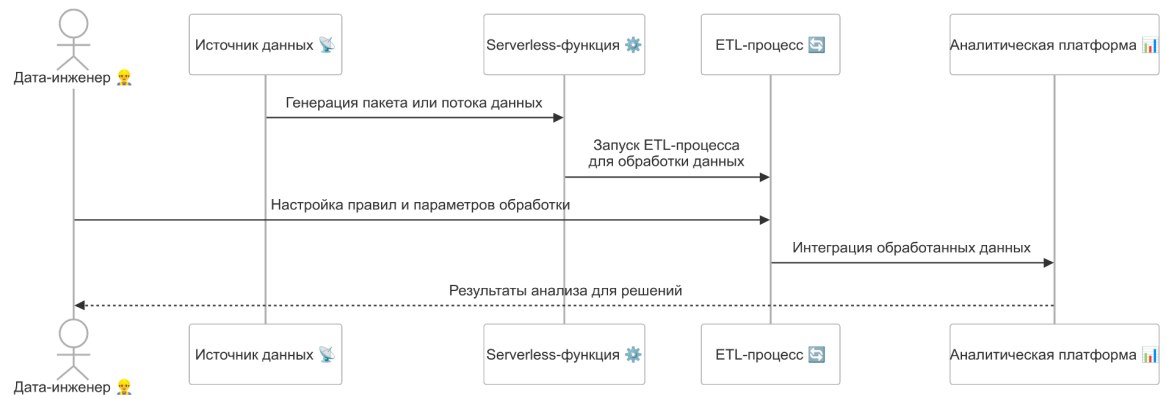 Дата-инженер 👷
Источник данных 📡
Serverless-функция ⚙️
ETL-процесс 🔄
Аналитическая платформа 📊
Генерация пакета или потока данных
Запуск ETL-процесса
для обработки данных
Настройка правил и параметров обработки
Интеграция обработанных данных
Результаты анализа для решений
Дата-инженер 👷
Источник данных 📡
Serverless-функция ⚙️
ETL-процесс 🔄
Аналитическая платформа 📊